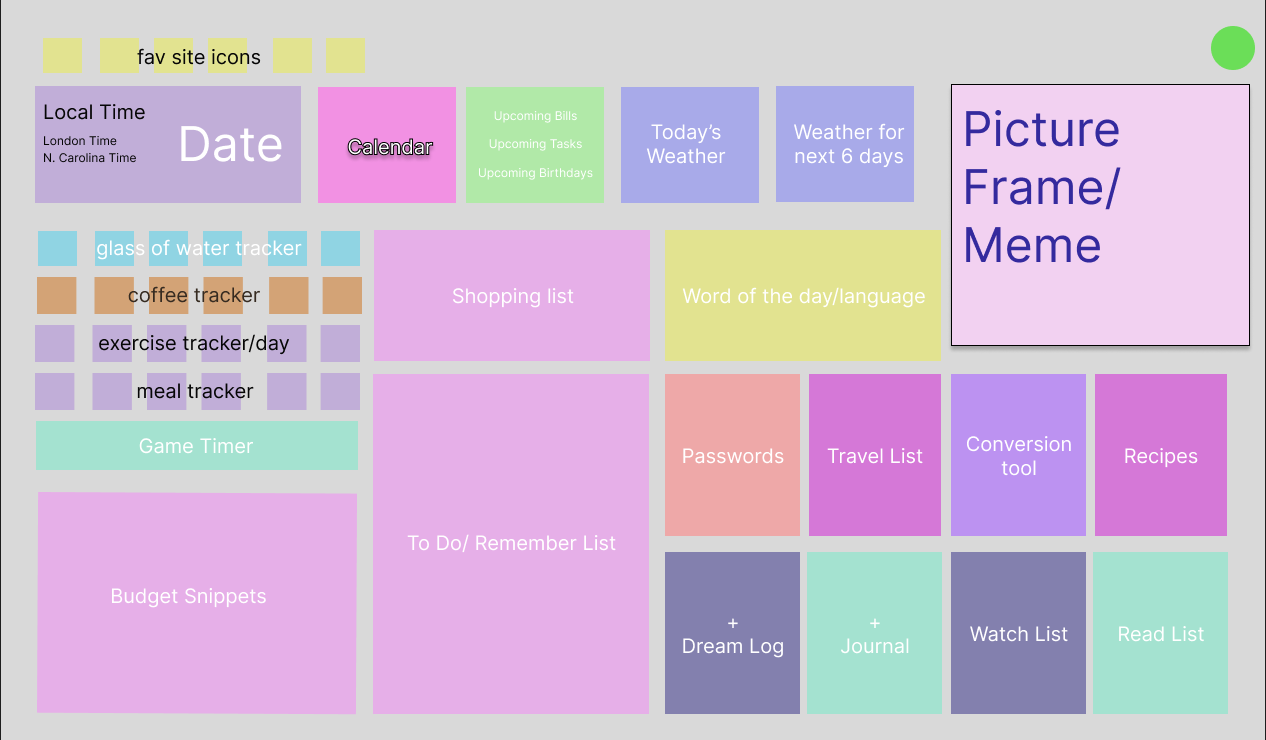 fav site icons
Local Time
London Time
N. Carolina Time
Date
Calendar
Upcoming Bills
Upcoming Tasks
Upcoming Birthdays
Today’s
Weather
Weather for
next 6 days
Picture
Frame/
Meme
glass of water tracker
coffee tracker
exercise tracker/day
meal tracker
Game Timer
Shopping list
Word of the day/language
Budget Snippets
To Do/ Remember List
Passwords
Travel List
Conversion
tool
Recipes
+
Dream Log
+
Journal
Watch List
Read List